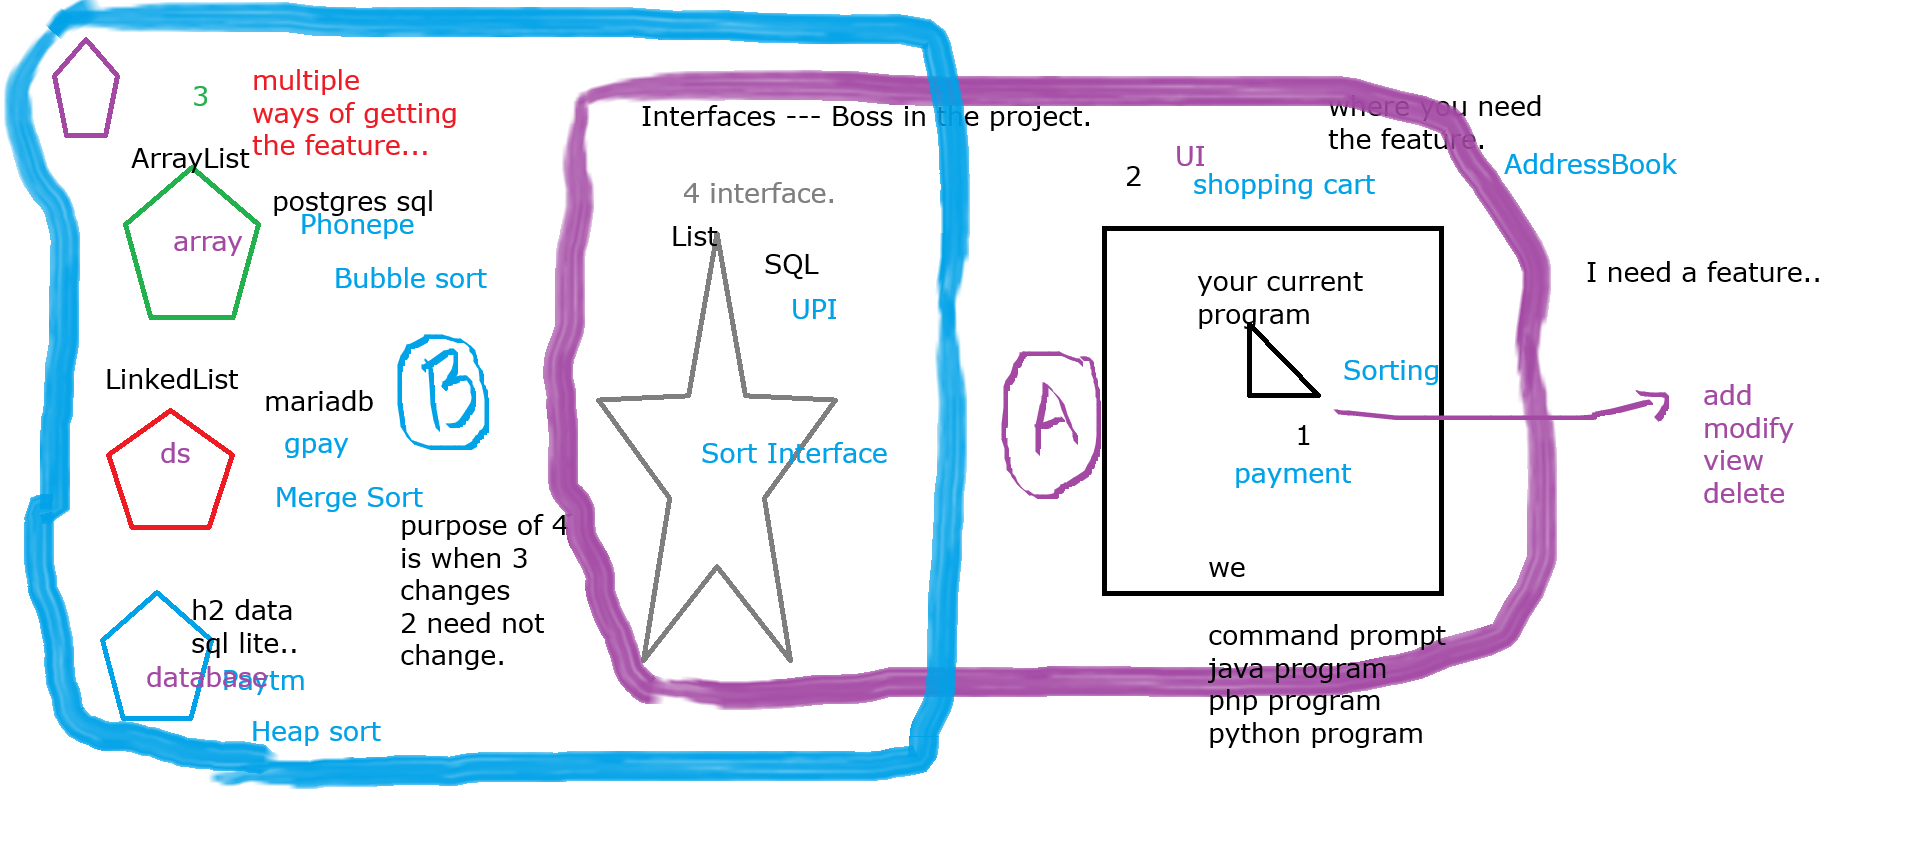 3
multiple
ways of getting
the feature...
ArrayList
array
postgres sql
Phonepe
Bubble sort
LinkedList
ds
mariadb
gpay
Merge Sort
B
purpose of 4
is when 3
changes
2 need not
change.
h2 data
sql lite..
database
Paytm
Heap sort
Interfaces --- Boss in the project.
4 interface.
List
SQL
UPI
Sort Interface
A
2
UI
shopping cart
where you need
the feature.
AddressBook
your current
program
Sorting
1
payment
we
command prompt
java program
php program
python program
I need a feature..
add
modify
view
delete